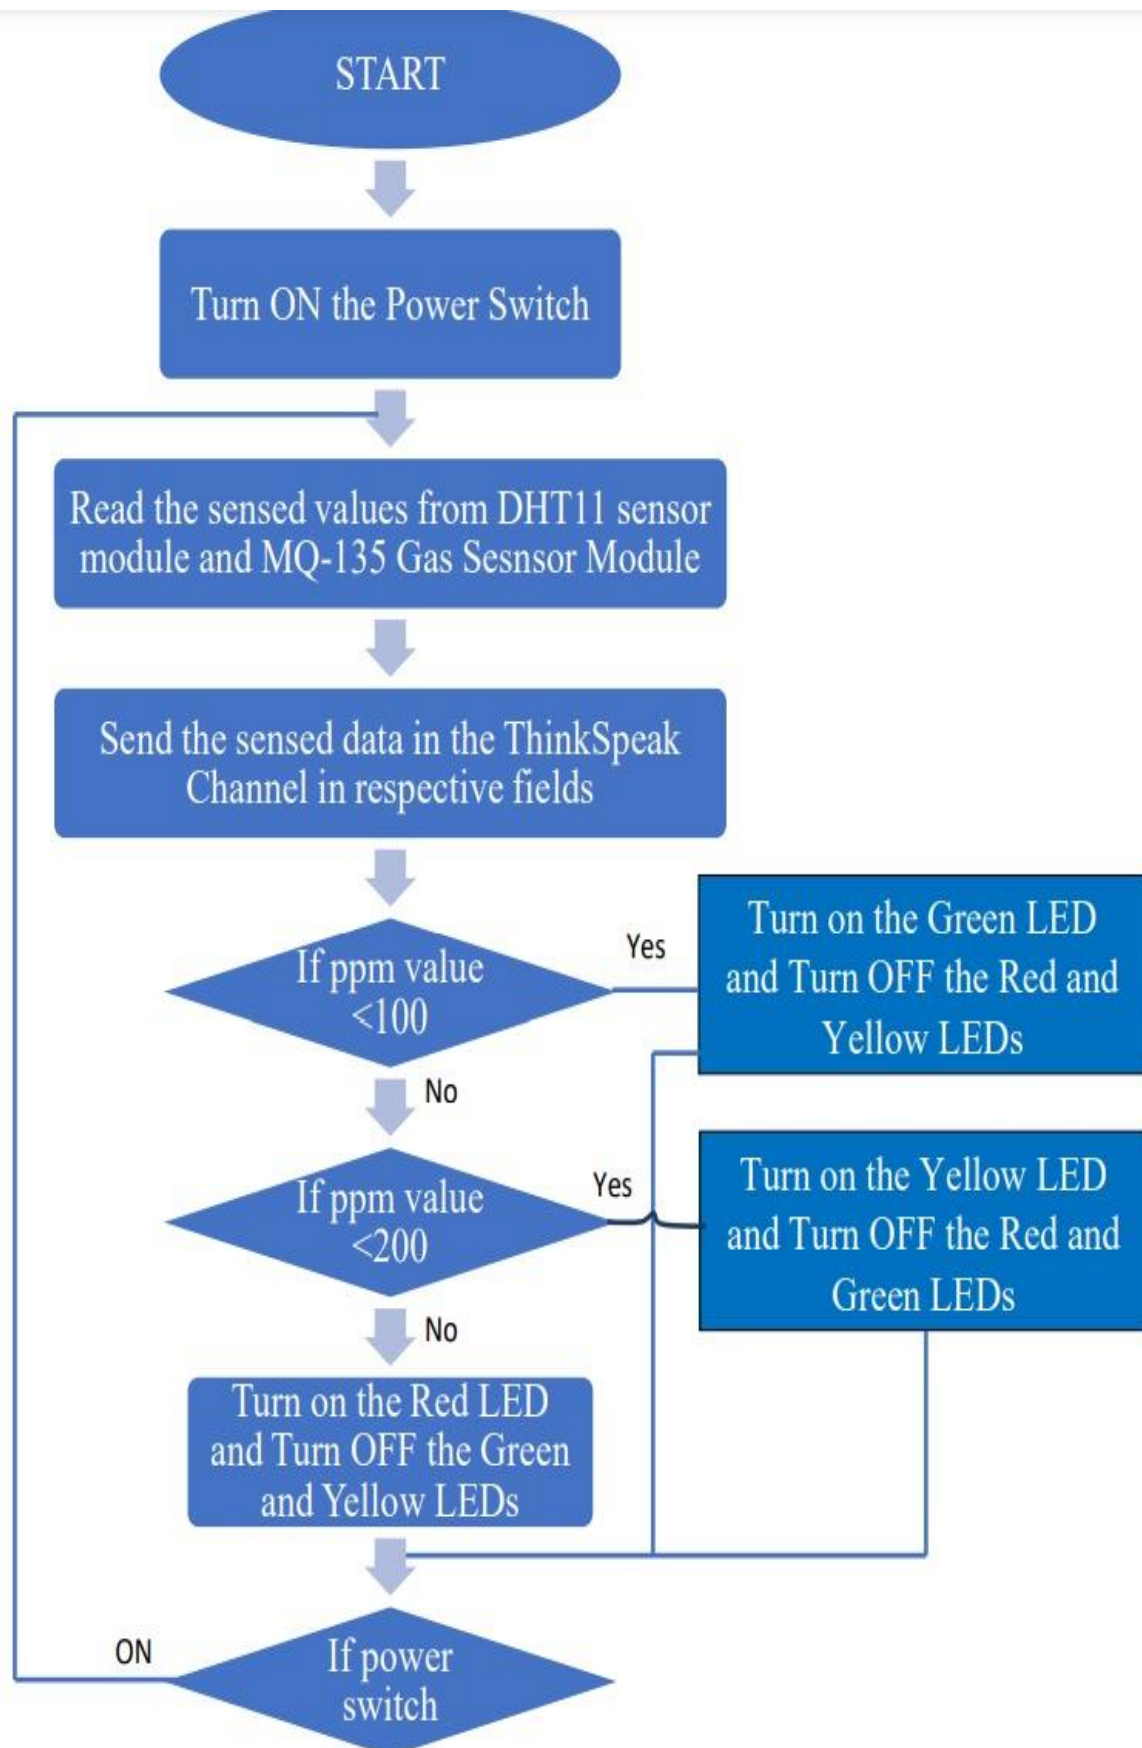 START
Turn ON the Power Switch
Read the sensed values from DHT11 sensor
module and MQ-135 Gas Sesnsor Module
Send the sensed data in the ThinkSpeak
Channel in respective fields
If ppm value
<100
Yes
Turn on the Green LED
and Turn OFF the Red and
Yellow LEDs
No
If ppm value
<200
Yes
Turn on the Yellow LED
and Turn OFF the Red and
Green LEDs
No
Turn on the Red LED
and Turn OFF the Green
and Yellow LEDs
ON
If power
switch